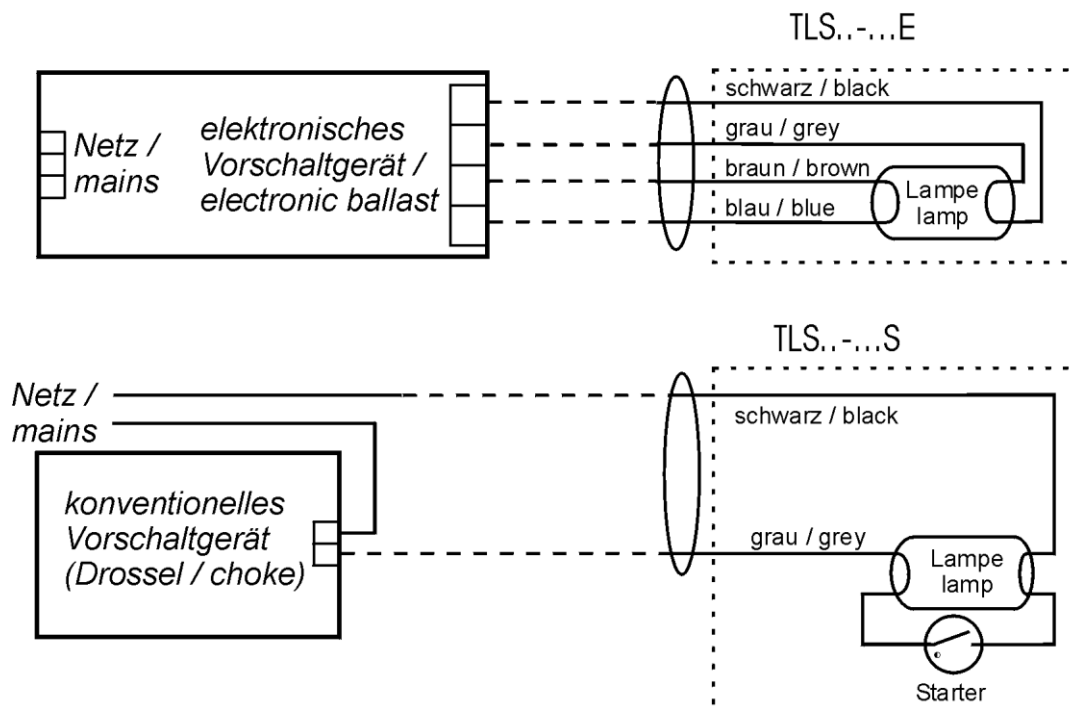 TLS..-...E
Netz /
mains
elektronisches
Vorschaltgerät /
electronic ballast
schwarz / black
grau / grey
braun / brown
blau / blue
Lampe
lamp
TLS..-...S
Netz /
mains
schwarz / black
konventionelles
Vorschaltgerät
(Drossel / choke)
grau / grey
Lampe
lamp
Starter